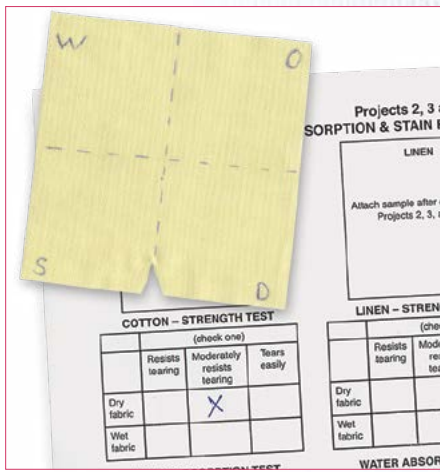 W O
S D
Projects 2, 3
SORPTION & STAIN
LINEN
Attach sample after
Projects 2, 3,
COTTON – STRENGTH TEST
(check one)
Resists tearing
Moderately resists tearing
Tears easily
Dry fabric X
Wet fabric
LINEN – STREN
(che
Resists tearing
Dry fabric
Wet fabric
WATER ABSOR